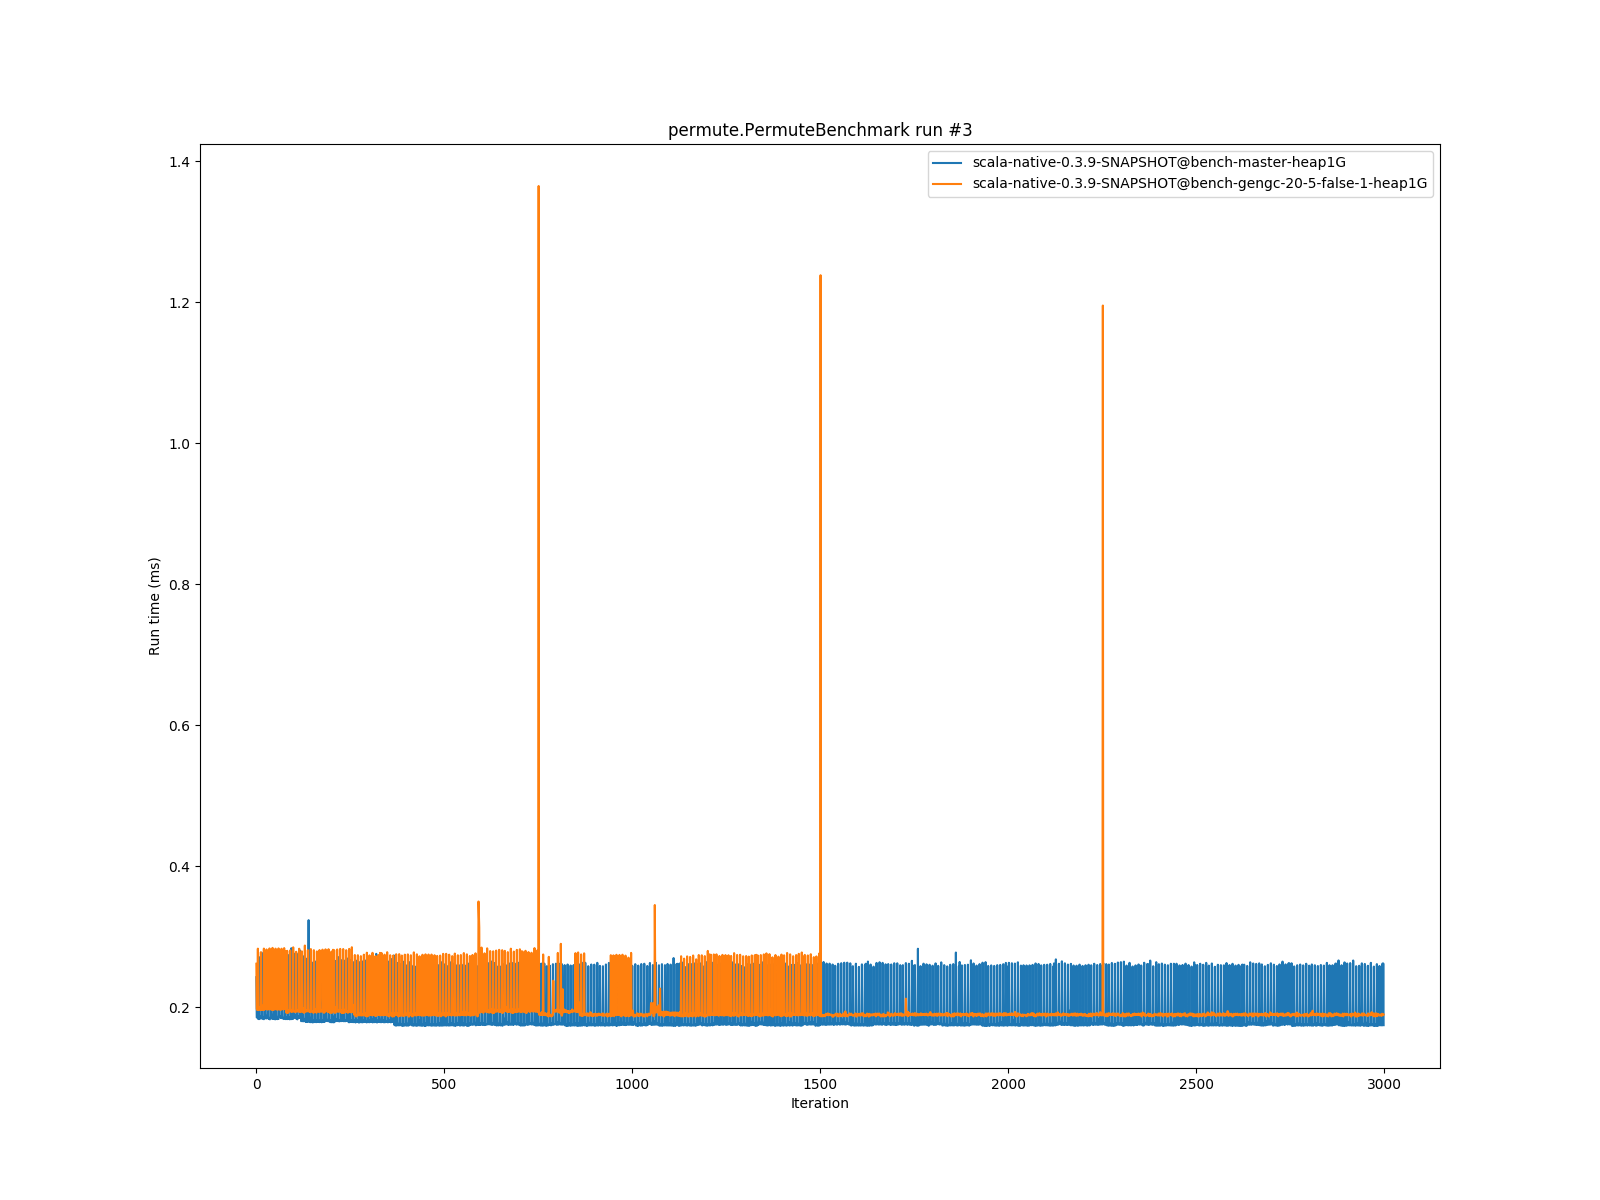 permute.PermuteBenchmark run #3
scala-native-0.3.9-SNAPSHOT@bench-master-heap1G
scala-native-0.3.9-SNAPSHOT@bench-gengc-20-5-false-1-heap1G
1.4
1.2
1.0
0.8
0.6
0.4
0.2
Run time (ms)
0 500 1000 1500 2000 2500 3000
Iteration